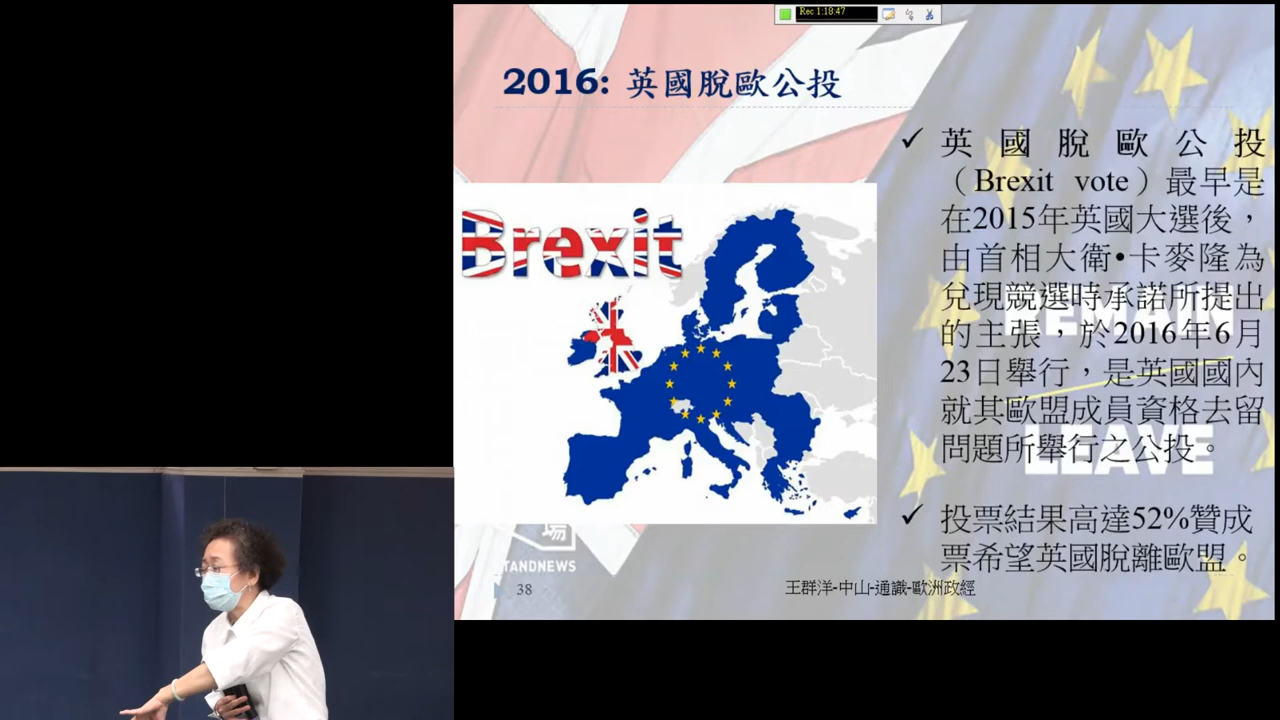 Rec 1:18:47
2016: 英國脫歐公投
✓ 英國脫歐公投
（Brexit vote）最早是
在2015年英國大選後，
由首相大衛•卡麥隆為
兌現競選時承諾所提出
的主張，於2016年6月
23日舉行，是英國國內
就其歐盟成員資格去留
問題所舉行之公投。
✓ 投票結果高達52%贊成
票希望英國脫離歐盟。
Brexit
REMAIN
LEAVE
場
TANDNEWS
38
王群洋-中山-通識-歐洲政經